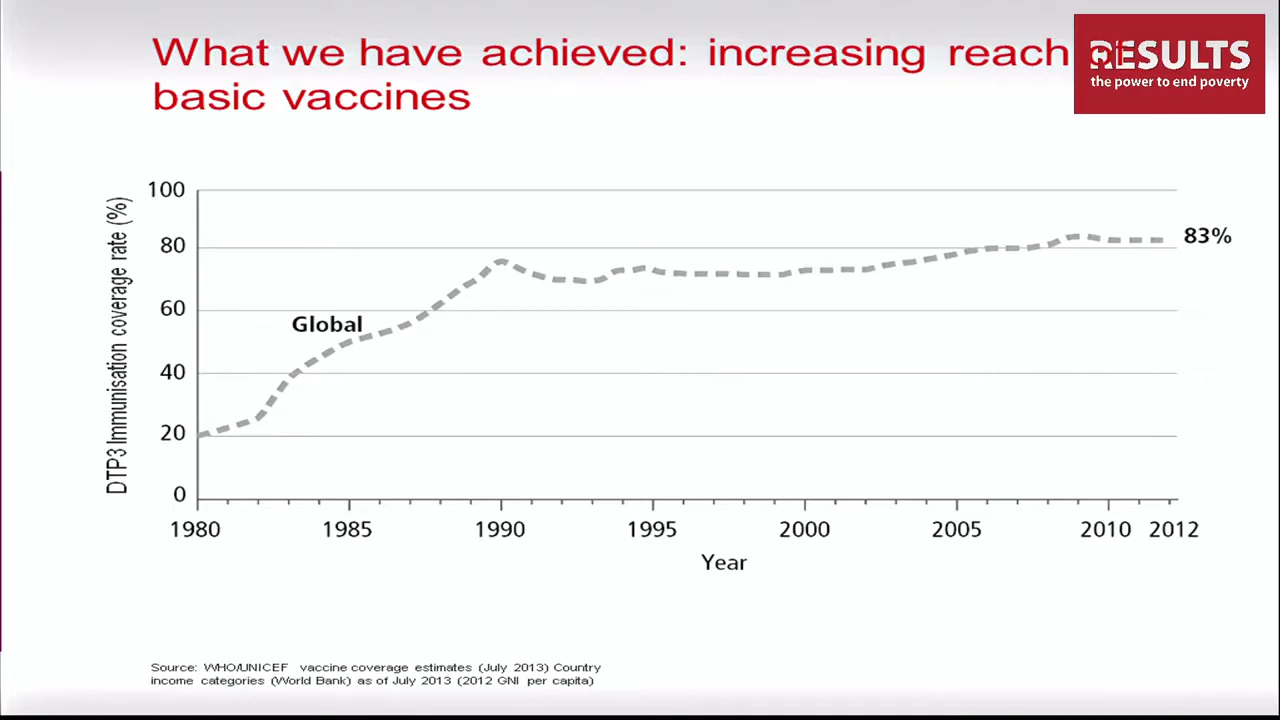 What we have achieved: increasing reach of
basic vaccines
RESULTS
the power to end poverty
DTP3 Immunisation coverage rate (%)
100
80
60
40
20
0
Global
83%
1980 1985 1990 1995 2000 2005 2010 2012
Year
Source: WHO/UNICEF vaccine coverage estimates (July 2013) Country
income categories (World Bank) as of July 2013 (2012 GNI per capita)